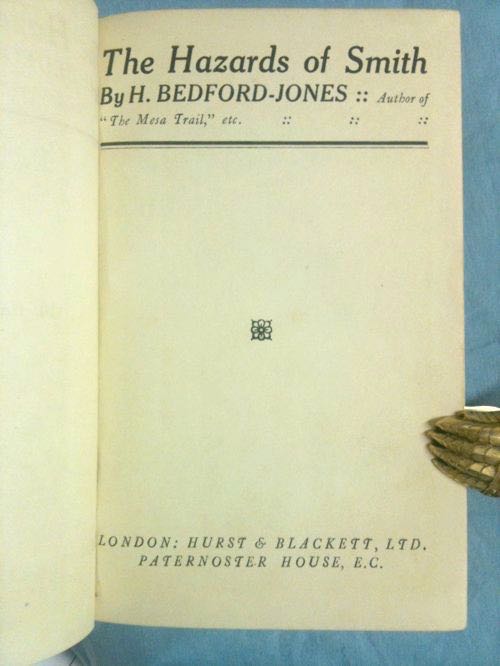 The Hazards of Smith
By H. BEDFORD-JONES :: Author of
"The Mesa Trail," etc. :: :: ::
LONDON: HURST & BLACKETT, LTD.
PATERNOSTER HOUSE, E.C.